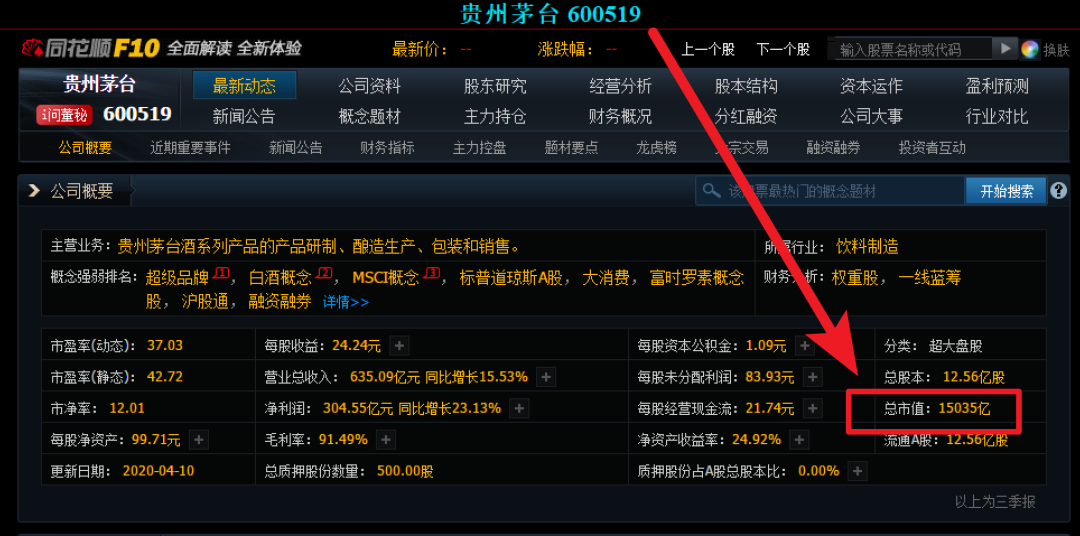 贵州茅台 600519
同花顺 F10 全面解读 全新体验 最新价： -- 涨跌幅： -- 上一个股 下一个股 输入股票名称或代码 换肤
贵州茅台 最新动态 公司资料 股东研究 经营分析 股本结构 资本运作 盈利预测
i问董秘 600519 新闻公告 概念题材 主力持仓 财务概况 分红融资 公司大事 行业对比
公司概要 近期重要事件 新闻公告 财务指标 主力控盘 题材要点 龙虎榜 宗交易 融资融券 投资者互动
公司概要 该 票最热门的概念题材 开始搜索 ?
主营业务： 贵州茅台酒系列产品的产品研制、酿造生产、包装和销售。 所属行业： 饮料制造
概念强弱排名： 超级品牌 1， 白酒概念 2， MSCI概念 3， 标普道琼斯A股， 大消费， 富时罗素概念 财务 析： 权重股， 一线蓝筹
股， 沪股通， 融资融券 详情>>
市盈率(动态)： 37.03 每股收益： 24.24元 + 每股资本公积金： 1.09元 + 分类： 超大盘股
市盈率(静态)： 42.72 营业总收入： 635.09亿元 同比增长15.53% + 每股未分配利润： 83.93元 + 总股本： 12.56亿股
市净率： 12.01 净利润： 304.55亿元 同比增长23.13% + 每股经营现金流： 21.74元 + 总市值： 15035亿
每股净资产： 99.71元 + 毛利率： 91.49% + 净资产收益率： 24.92% + 流通A股： 12.56亿股
更新日期： 2020-04-10 总质押股份数量： 500.00股 质押股份占A股总股本比： 0.00% +
以上为三季报